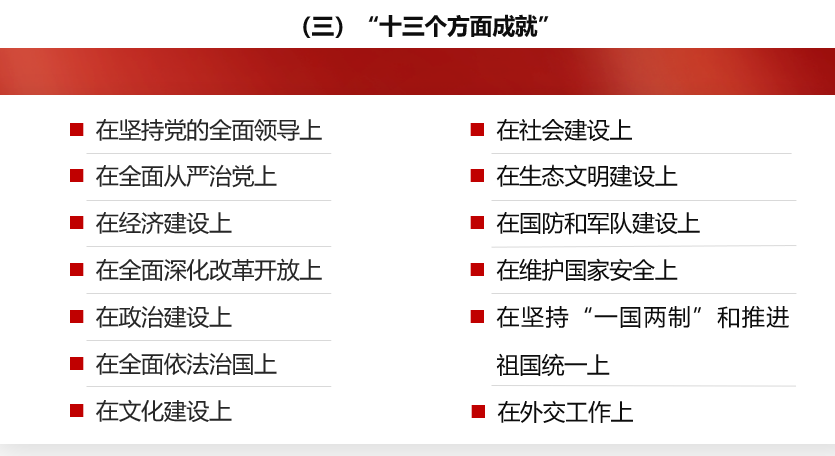 （三）“十三个方面成就”
在坚持党的全面领导上
在全面从严治党上
在经济建设上
在全面深化改革开放上
在政治建设上
在全面依法治国上
在文化建设上
在社会建设上
在生态文明建设上
在国防和军队建设上
在维护国家安全上
在坚持“一国两制”和推进
祖国统一上
在外交工作上